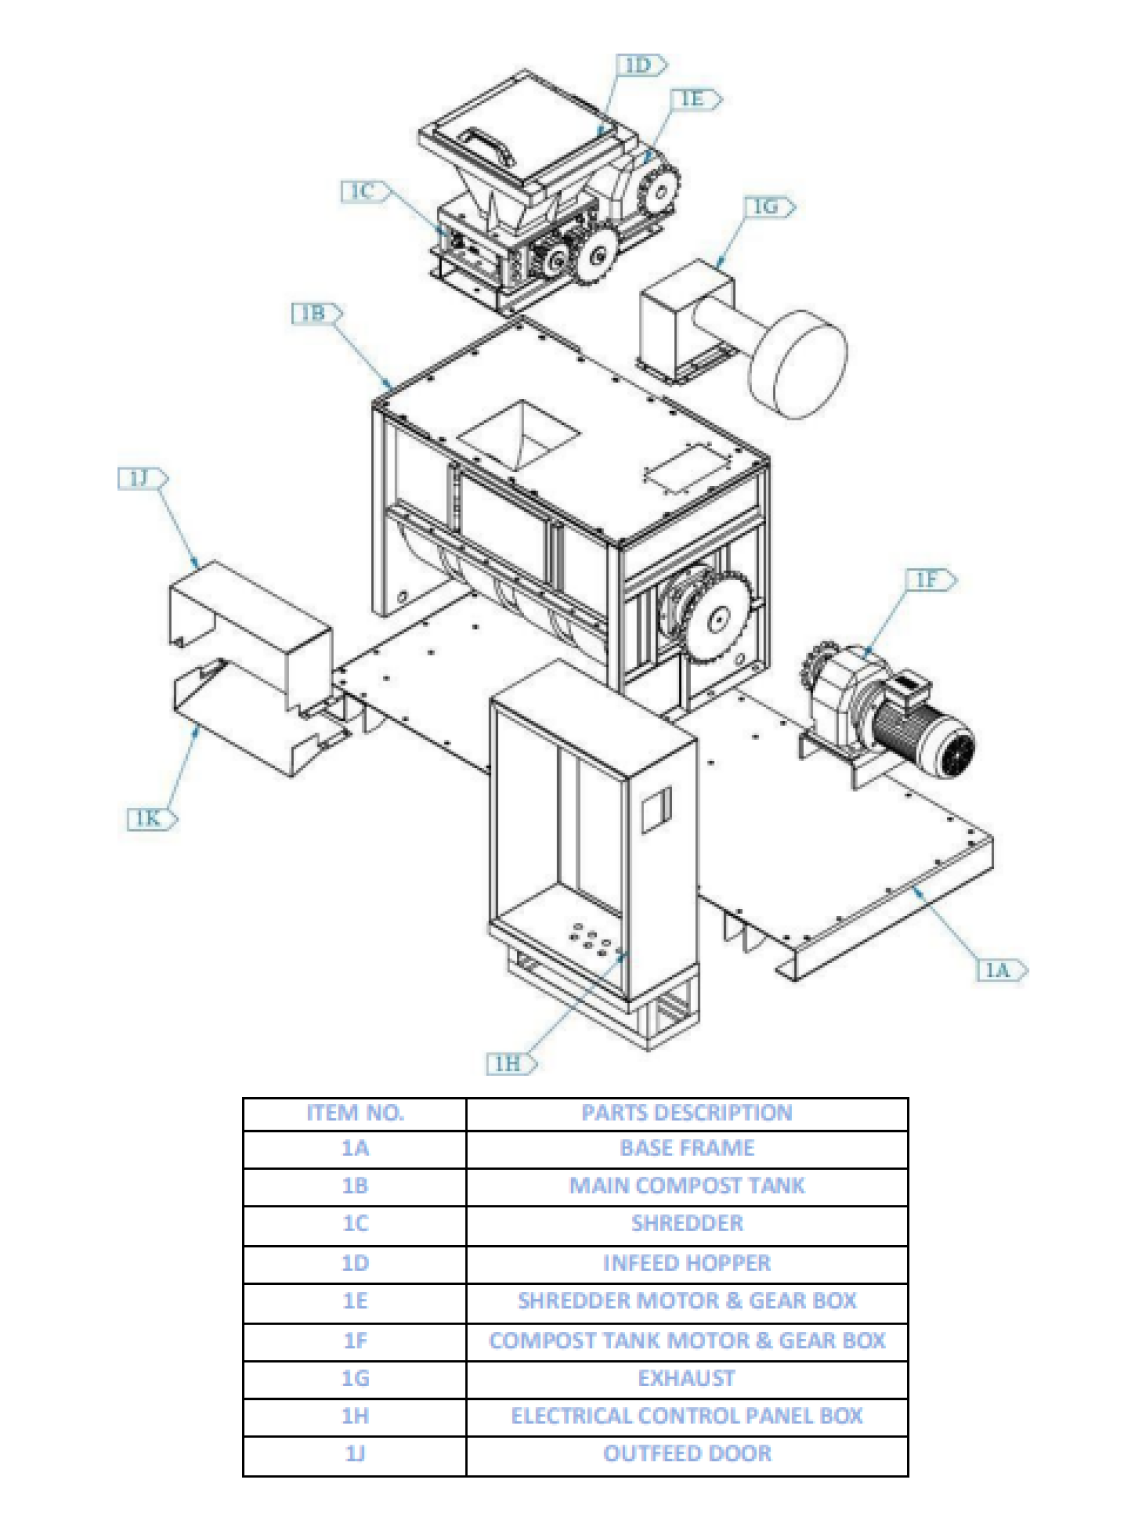 1D
1E
1C
1G
1B
1J
1F
1K
1A
1H
ITEM NO. PARTS DESCRIPTION
1A BASE FRAME
1B MAIN COMPOST TANK
1C SHREDDER
1D INFEED HOPPER
1E SHREDDER MOTOR & GEAR BOX
1F COMPOST TANK MOTOR & GEAR BOX
1G EXHAUST
1H ELECTRICAL CONTROL PANEL BOX
1J OUTFEED DOOR